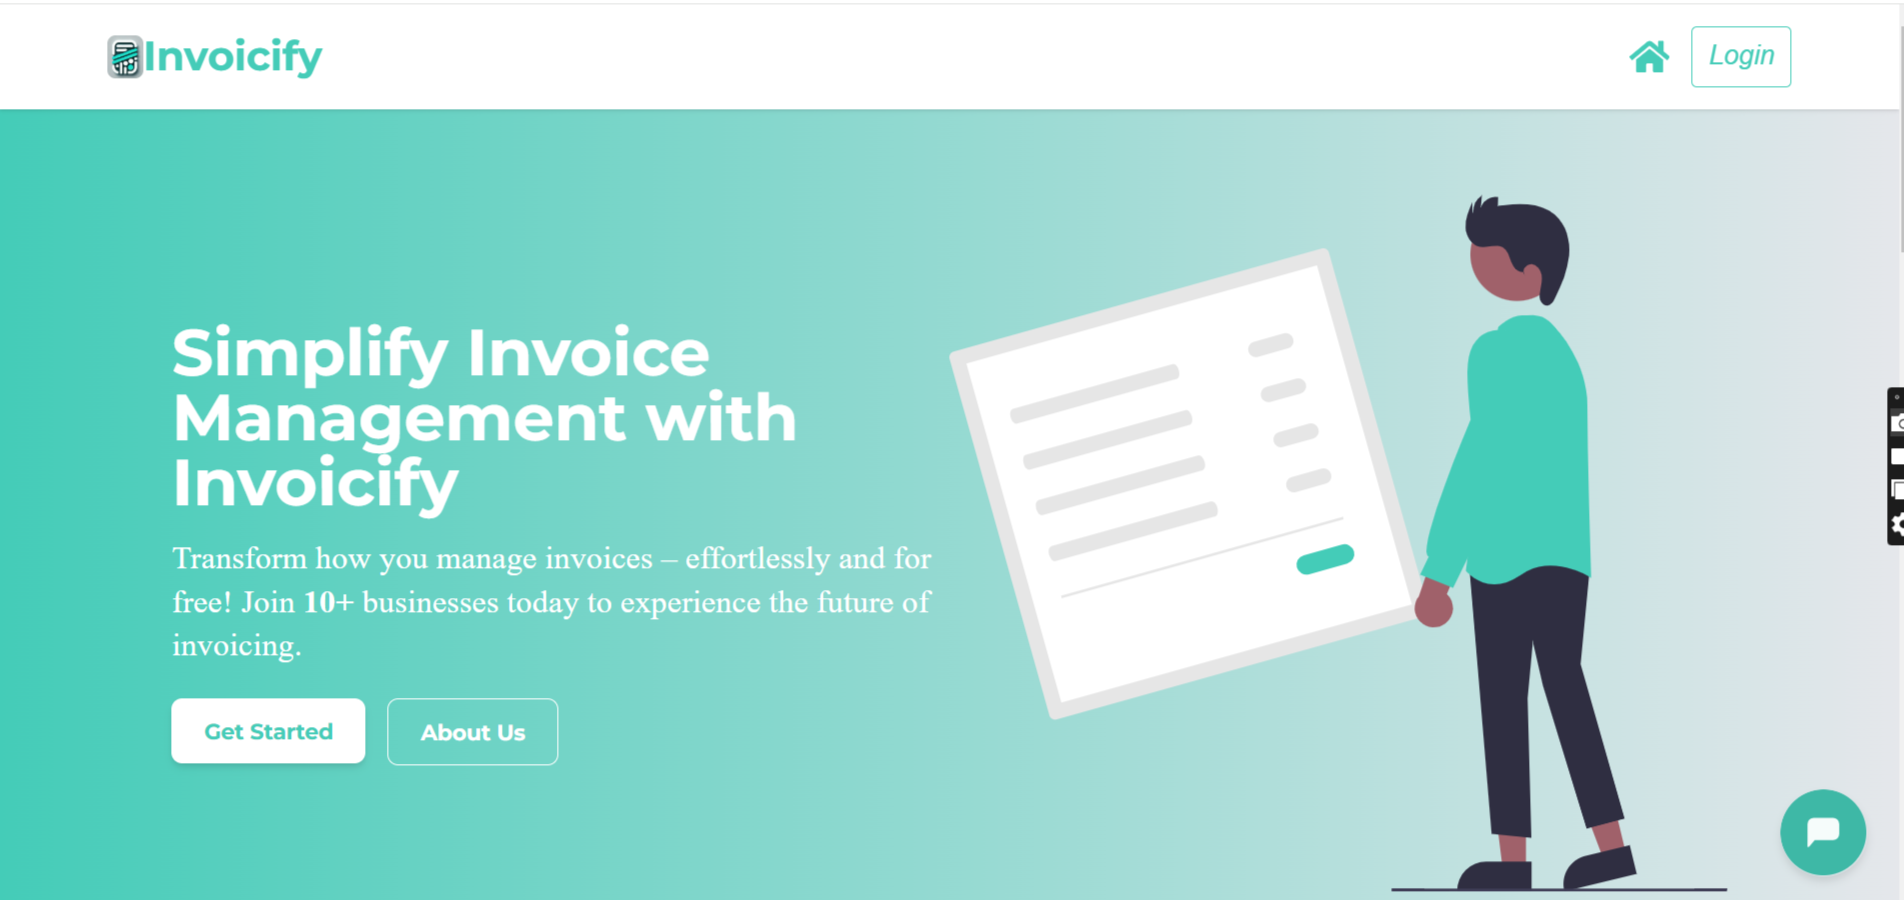 Invoicify
Login
Simplify Invoice
Management with
Invoicify
Transform how you manage invoices – effortlessly and for
free! Join 10+ businesses today to experience the future of
invoicing.
Get Started
About Us